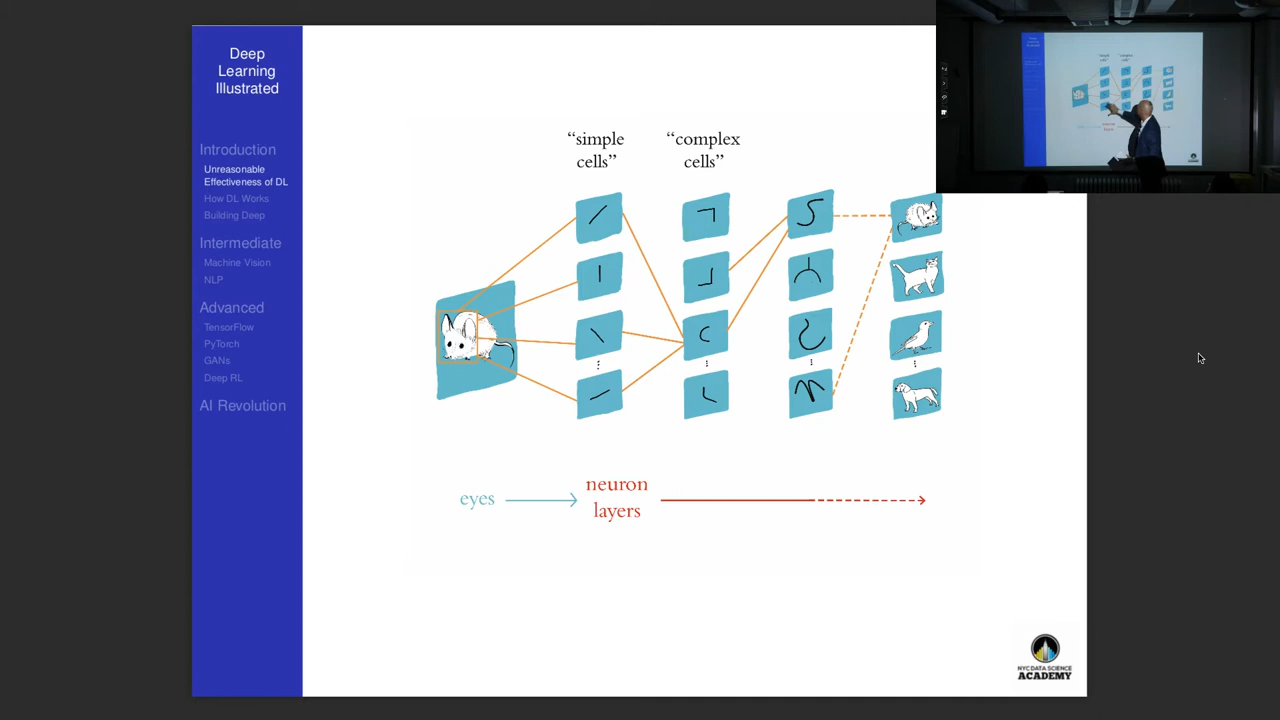 Deep
Learning
Illustrated
Introduction
Unreasonable
Effectiveness of DL
How DL Works
Building Deep
Intermediate
Machine Vision
NLP
Advanced
TensorFlow
PyTorch
GANs
Deep RL
AI Revolution
“simple
cells”
“complex
cells”
eyes
neuron
layers
NYC DATA SCIENCE
ACADEMY